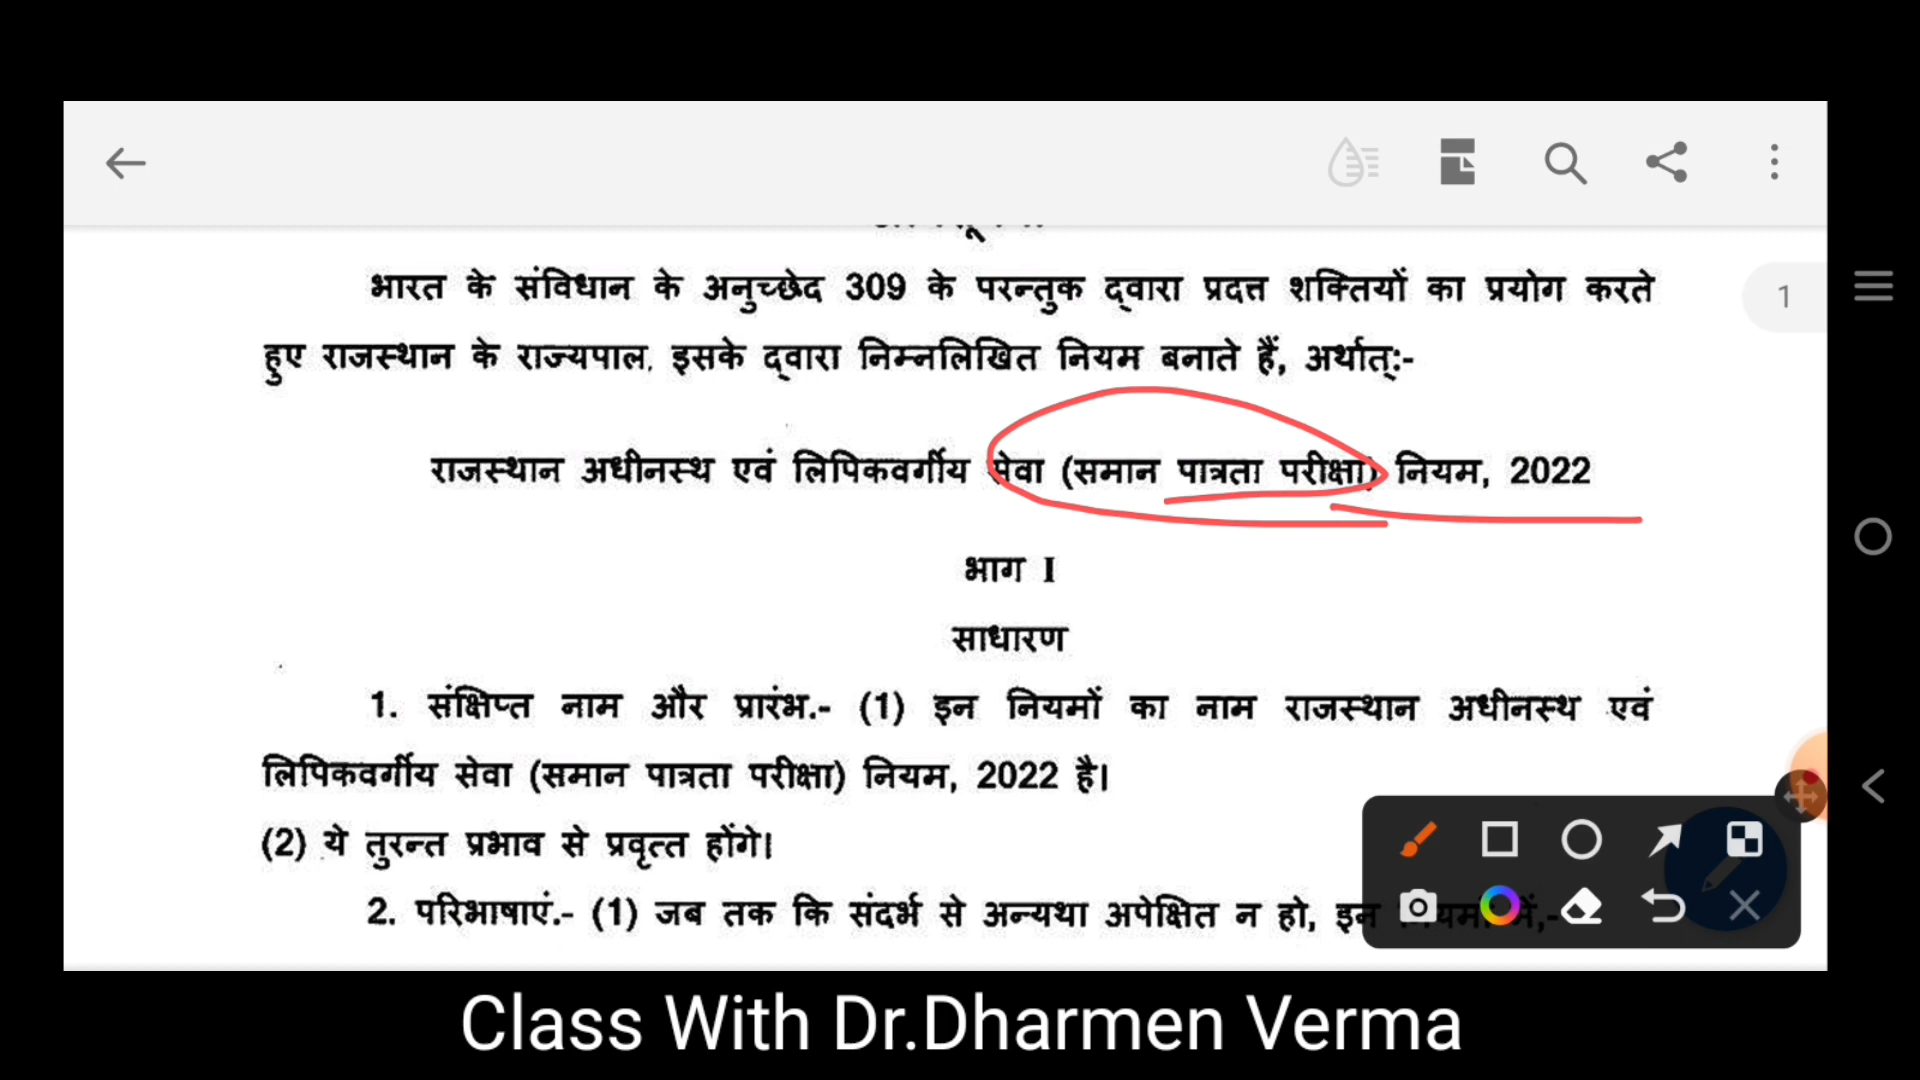 1
भारत के संविधान के अनुच्छेद 309 के परन्तुक द्वारा प्रदत्त शक्तियों का प्रयोग करते
हुए राजस्थान के राज्यपाल, इसके द्वारा निम्नलिखित नियम बनाते हैं, अर्थात्:-
राजस्थान अधीनस्थ एवं लिपिकवर्गीय सेवा (समान पात्रता परीक्षा) नियम, 2022
भाग I
साधारण
1. संक्षिप्त नाम और प्रारंभ.- (1) इन नियमों का नाम राजस्थान अधीनस्थ एवं
लिपिकवर्गीय सेवा (समान पात्रता परीक्षा) नियम, 2022 है।
(2) ये तुरन्त प्रभाव से प्रवृत्त होंगे।
2. परिभाषाएं.- (1) जब तक कि संदर्भ से अन्यथा अपेक्षित न हो, इन
Class With Dr.Dharmen Verma